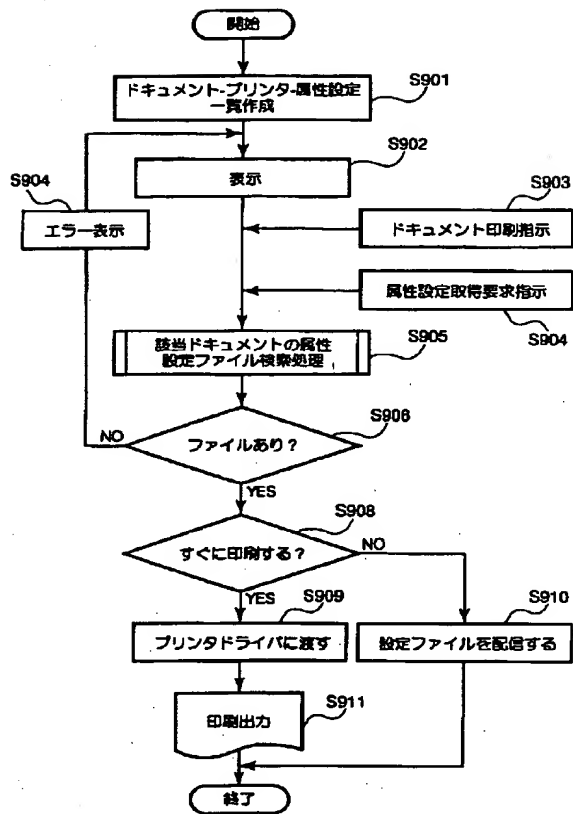 開始
S901
ドキュメント-プリンタ-属性設定
一覧作成
S902
表示
S904
エラー表示
S903
ドキュメント印刷指示
属性設定取得要求指示
S904
該当ドキュメントの属性
設定ファイル検索処理
S905
S906
ファイルあり?
NO
YES
S908
すぐに印刷する?
NO
YES
S909
プリンタドライバに渡す
S910
設定ファイルを配信する
S911
印刷出力
終了